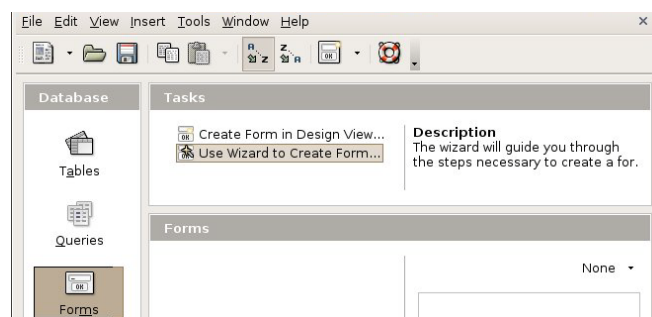 File Edit View Insert Tools Window Help
Database
Tasks
Create Form in Design View...
Use Wizard to Create Form...
Description
The wizard will guide you through
the steps necessary to create a for.
Tables
Queries
Forms
Forms
None